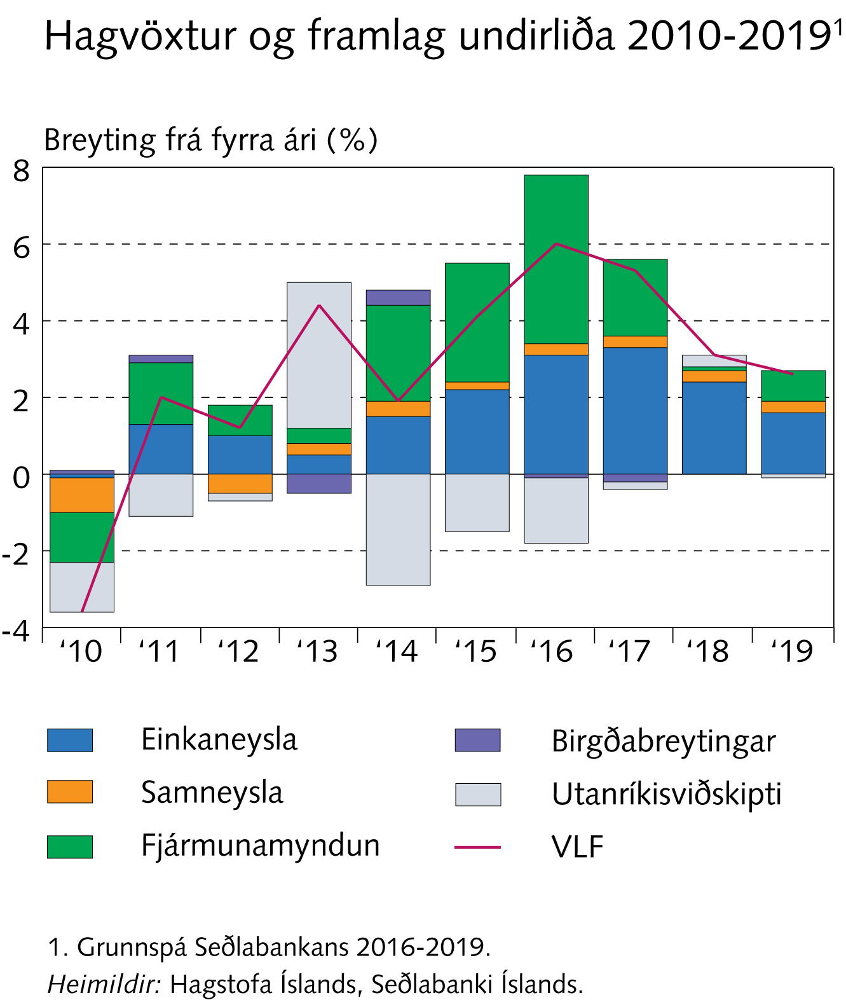 Hagvöxtur og framlag undirliða 2010-2019¹
Breyting frá fyrra ári (%)
8
6
4
2
0
-2
-4
‘10 ‘11 ‘12 ‘13 ‘14 ‘15 ‘16 ‘17 ‘18 ‘19
Einkaneysla
Samneysla
Fjármunamyndun
Birgðabreytingar
Utanríkisviðskipti
VLF
1. Grunnspá Seðlabankans 2016-2019.
Heimildir: Hagstofa Íslands, Seðlabanki Íslands.